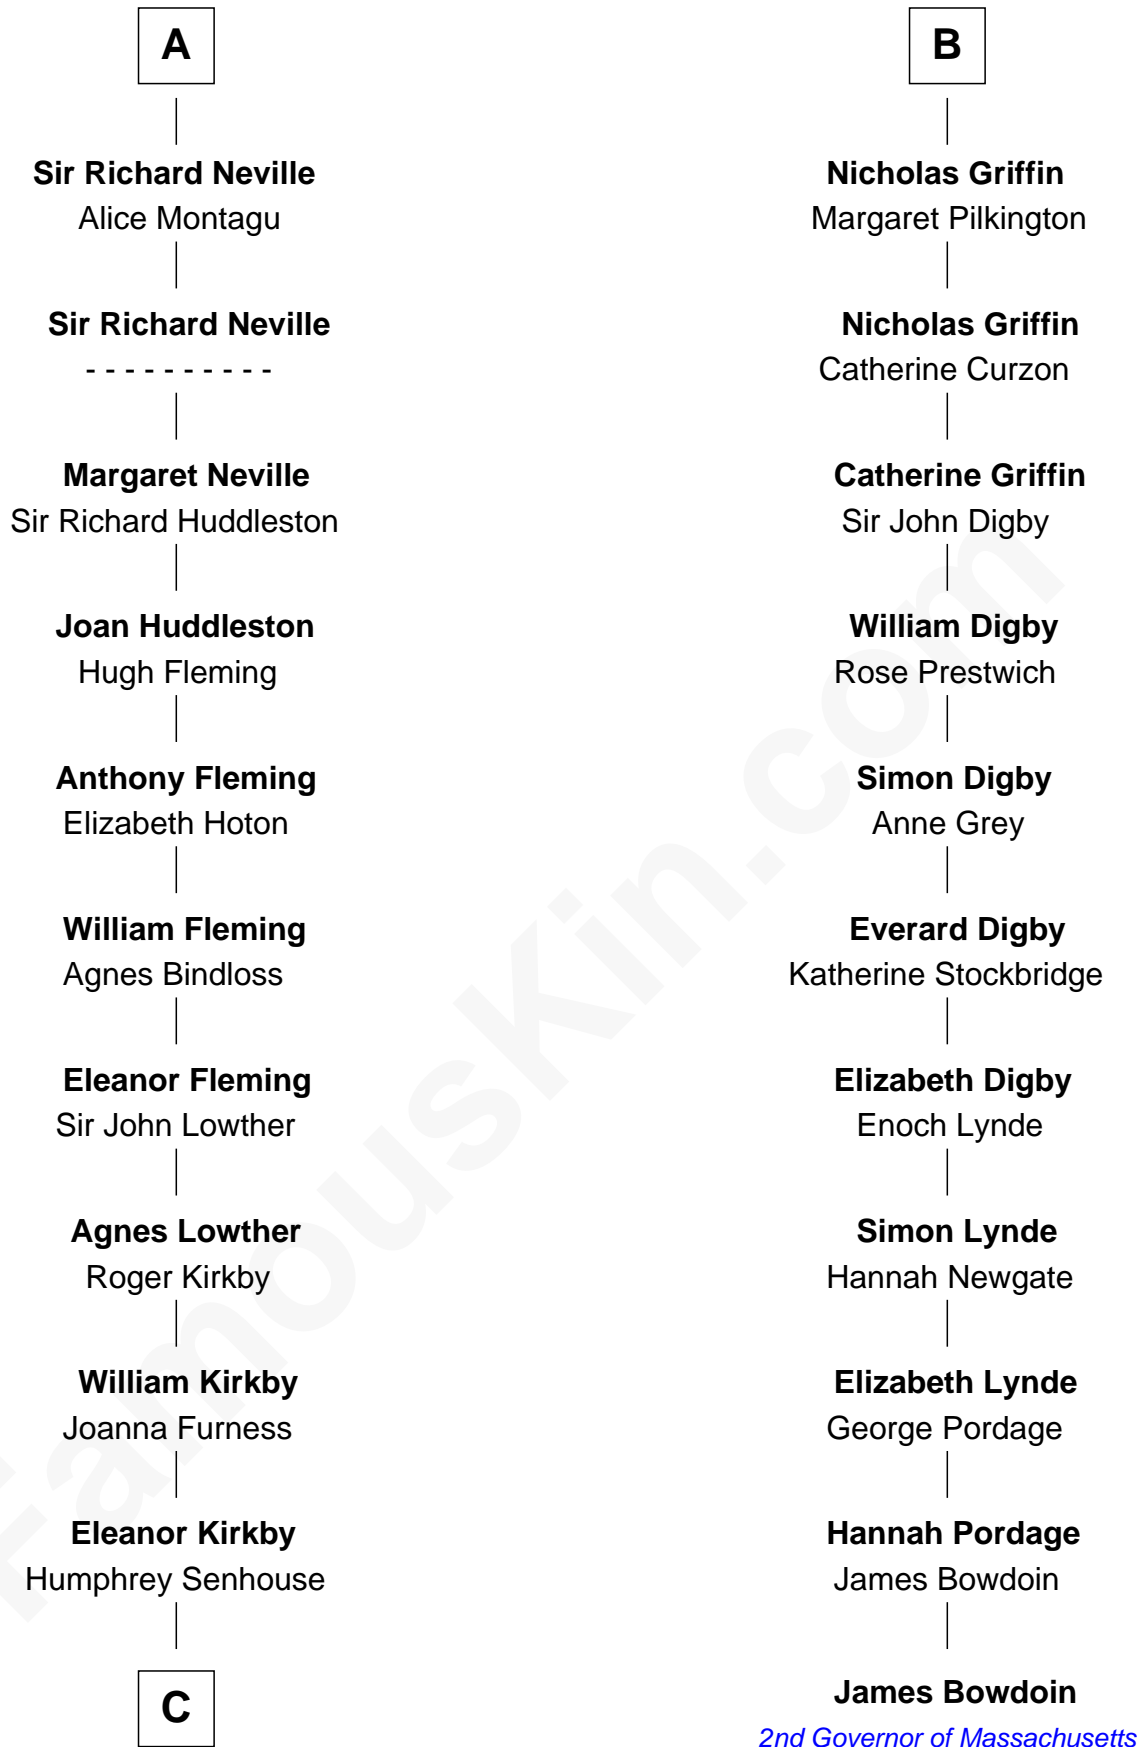 A
Sir Richard Neville
Alice Montagu
Sir Richard Neville
- - - - - - - - - -
Margaret Neville
Sir Richard Huddleston
Joan Huddleston
Hugh Fleming
Anthony Fleming
Elizabeth Hoton
William Fleming
Agnes Bindloss
Eleanor Fleming
Sir John Lowther
Agnes Lowther
Roger Kirkby
William Kirkby
Joanna Furness
Eleanor Kirkby
Humphrey Senhouse
C
B
Nicholas Griffin
Margaret Pilkington
Nicholas Griffin
Catherine Curzon
Catherine Griffin
Sir John Digby
William Digby
Rose Prestwich
Simon Digby
Anne Grey
Everard Digby
Katherine Stockbridge
Elizabeth Digby
Enoch Lynde
Simon Lynde
Hannah Newgate
Elizabeth Lynde
George Pordage
Hannah Pordage
James Bowdoin
James Bowdoin
2nd Governor of Massachusetts
FamousKin.com